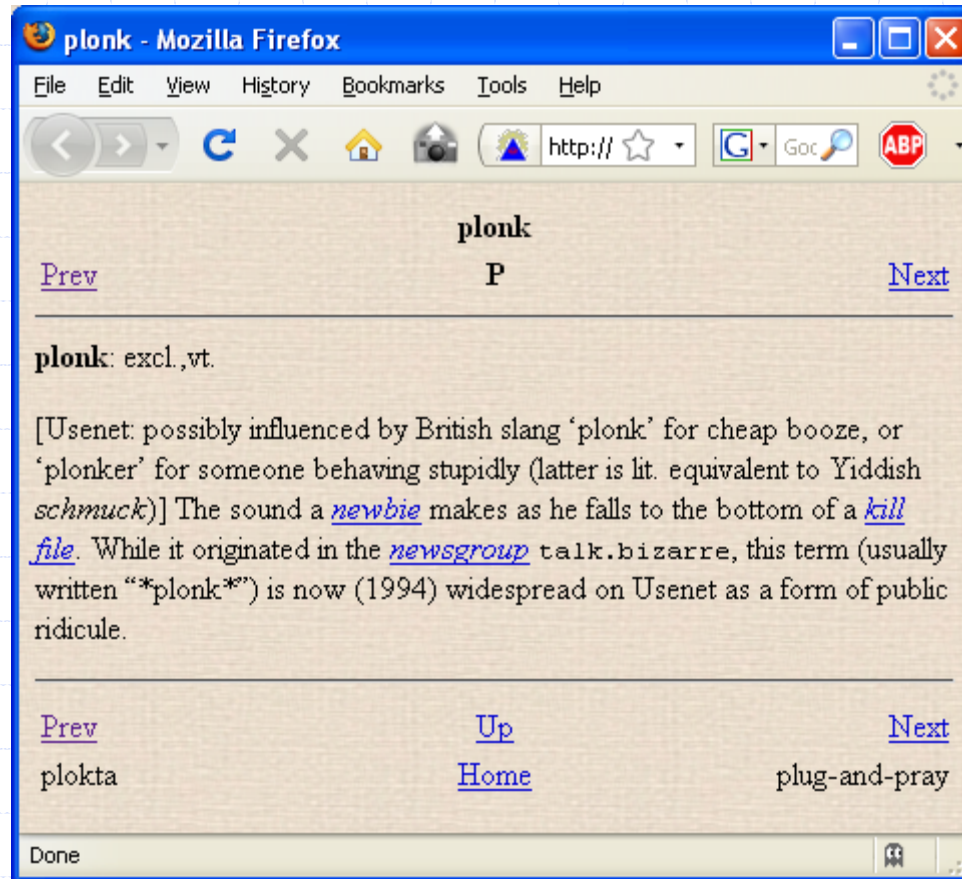 plonk - Mozilla Firefox
File Edit View History Bookmarks Tools Help
http:// G Goc ABP
plonk
Prev P Next
plonk: excl.,vt.
[Usenet: possibly influenced by British slang ‘plonk’ for cheap booze, or
‘plonker’ for someone behaving stupidly (latter is lit. equivalent to Yiddish
schmuck)] The sound a newbie makes as he falls to the bottom of a kill
file. While it originated in the newsgroup talk.bizarre, this term (usually
written “*plonk*”) is now (1994) widespread on Usenet as a form of public
ridicule.
Prev Up Next
plokta Home plug-and-pray
Done